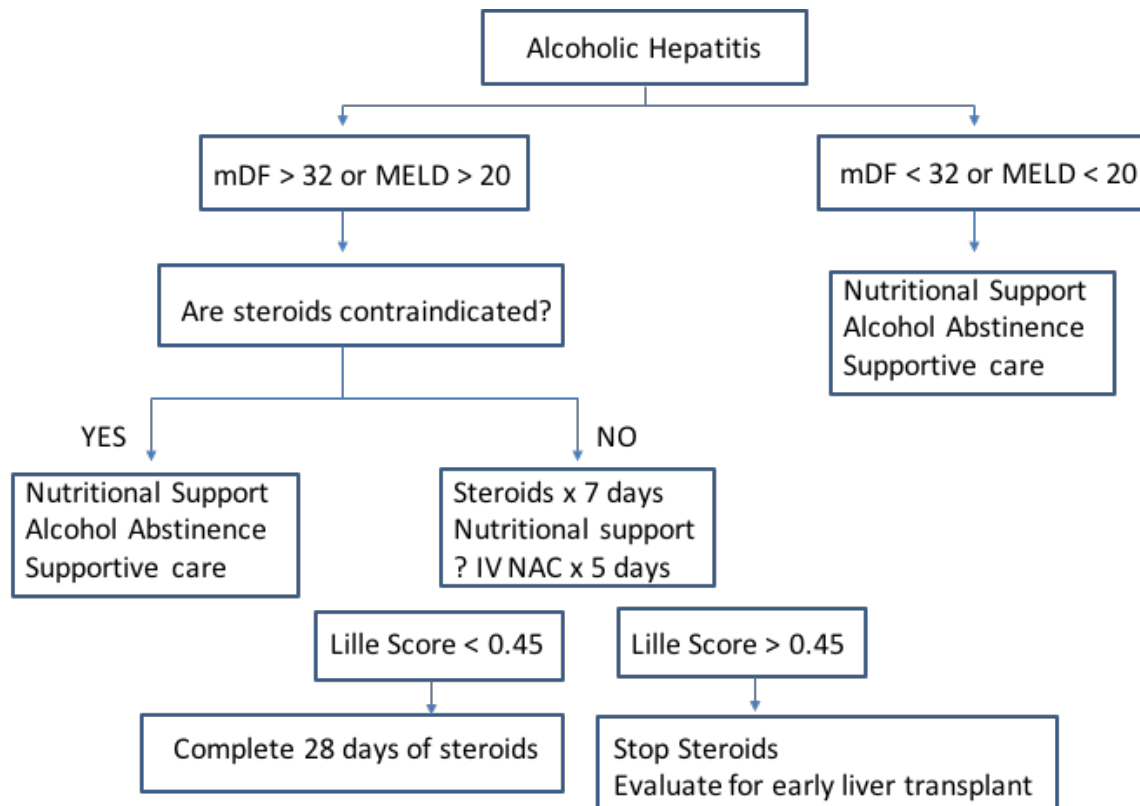 Alcoholic Hepatitis
mDF > 32 or MELD > 20
mDF < 32 or MELD < 20
Are steroids contraindicated?
Nutritional Support
Alcohol Abstinence
Supportive care
YES
NO
Nutritional Support
Alcohol Abstinence
Supportive care
Steroids x 7 days
Nutritional support
? IV NAC x 5 days
Lille Score < 0.45
Lille Score > 0.45
Complete 28 days of steroids
Stop Steroids
Evaluate for early liver transplant